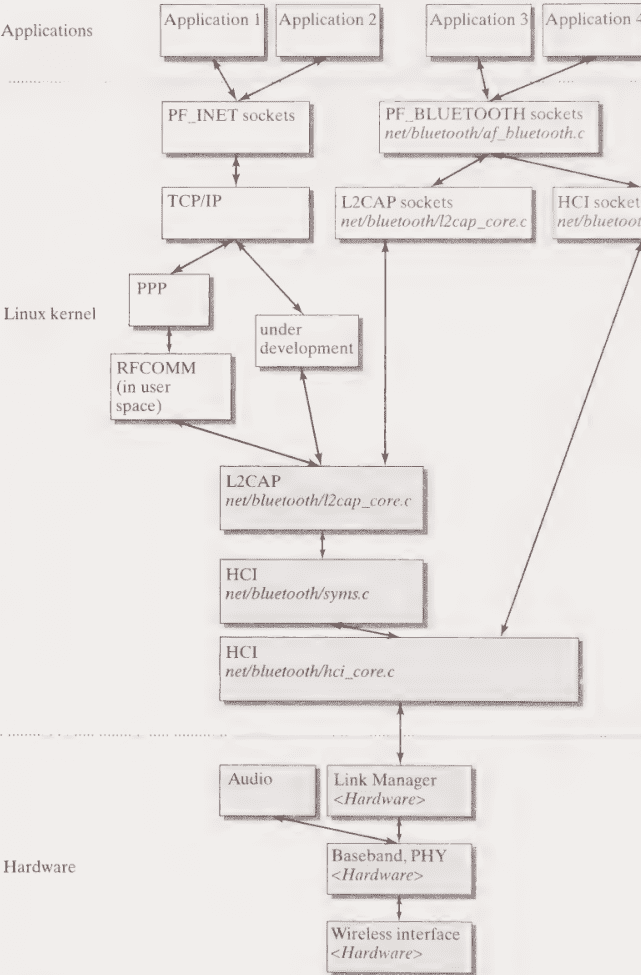 Applications
Application 1
Application 2
Application 3
Application 4
PF_INET sockets
PF_BLUETOOTH sockets
net/bluetooth/af_bluetooth.c
TCP/IP
L2CAP sockets
net/bluetooth/l2cap_core.c
HCI socket
net/bluetoot
Linux kernel
PPP
under
development
RFCOMM
(in user
space)
L2CAP
net/bluetooth/l2cap_core.c
HCI
net/bluetooth/syms.c
HCI
net/bluetooth/hci_core.c
Audio
Link Manager
<Hardware>
Hardware
Baseband, PHY
<Hardware>
Wireless interface
<Hardware>